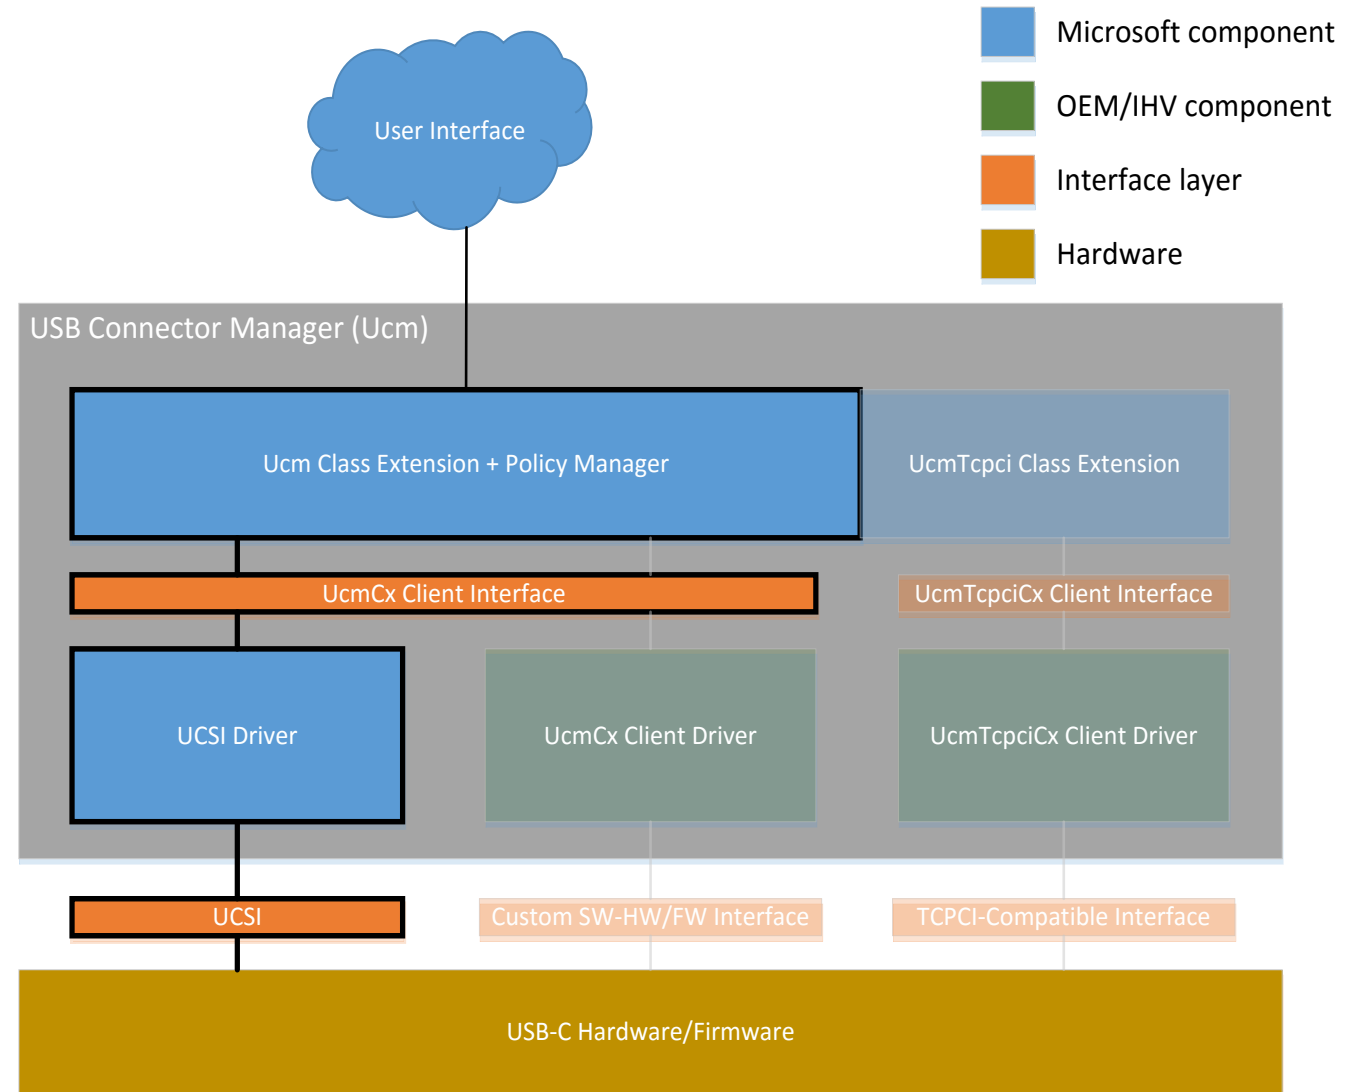 Microsoft component
OEM/IHV component
Interface layer
Hardware
User Interface
USB Connector Manager (Ucm)
Ucm Class Extension + Policy Manager
UcmTcpci Class Extension
UcmCx Client Interface
UcmTcpciCx Client Interface
UCSI Driver
UcmCx Client Driver
UcmTcpciCx Client Driver
UCSI
Custom SW-HW/FW Interface
TCPCI-Compatible Interface
USB-C Hardware/Firmware